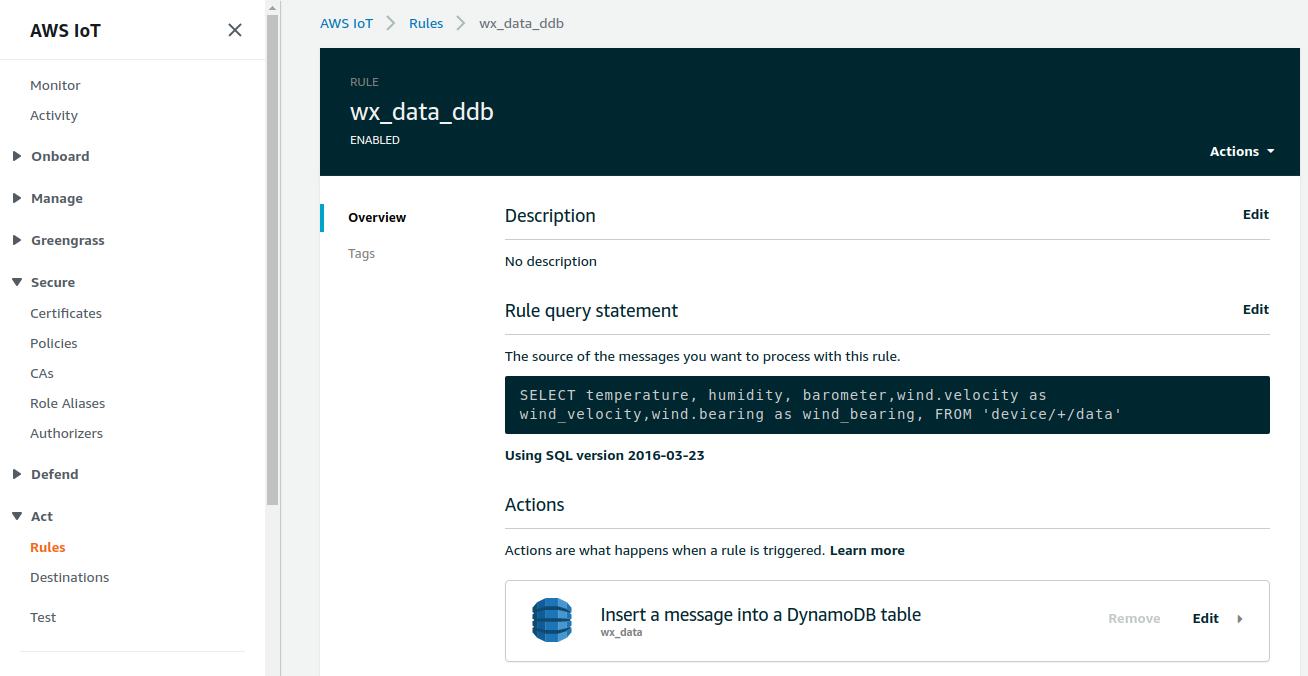 AWS IoT
Monitor
Activity
Onboard
Manage
Greengrass
Secure
Certificates
Policies
CAs
Role Aliases
Authorizers
Defend
Act
Rules
Destinations
Test
AWS IoT Rules wx_data_ddb
RULE
wx_data_ddb
ENABLED
Actions
Overview
Tags
Description
Edit
No description
Rule query statement
Edit
The source of the messages you want to process with this rule.
SELECT temperature, humidity, barometer,wind.velocity as
wind_velocity,wind.bearing as wind_bearing, FROM 'device/+/data'
Using SQL version 2016-03-23
Actions
Actions are what happens when a rule is triggered. Learn more
Insert a message into a DynamoDB table
wx_data
Remove
Edit